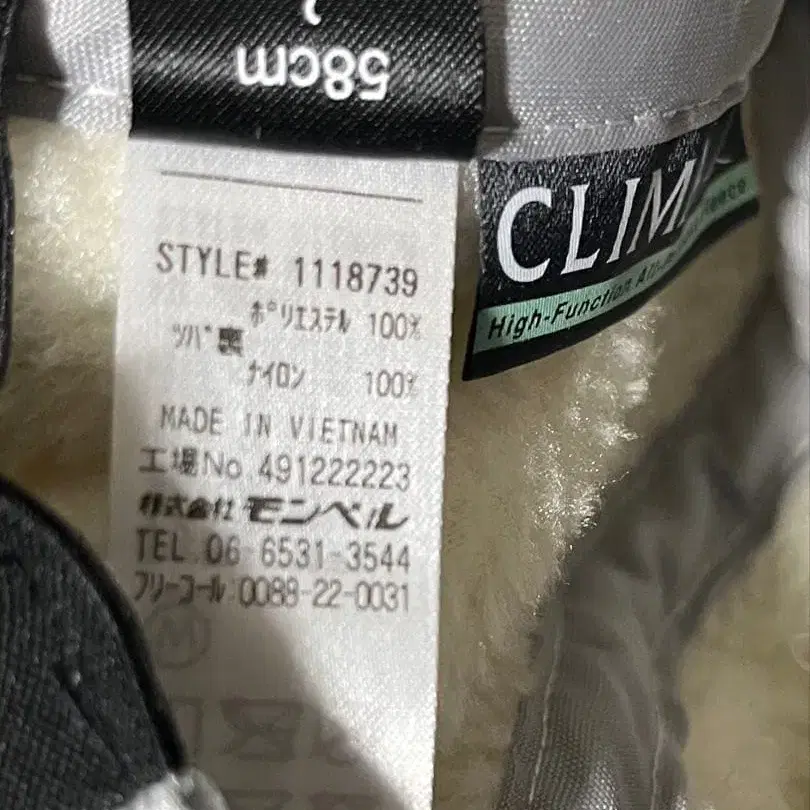 58cm
CLIM
High-Function
STYLE# 1118739
ポリエステル 100%
ツバ裏
ナイロン 100%
MADE IN VIETNAM
工場No 491222223
株式会社 モンベル
TEL 06-6531-3544
フリーコール:0088-22-0031